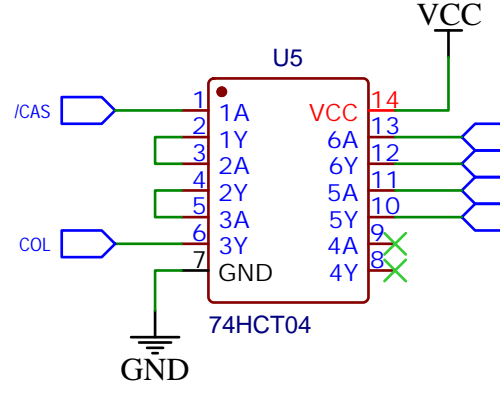 VCC
U5
/CAS 1 1A VCC 14
2 1Y 6A 13
3 2A 6Y 12
4 2Y 5A 11
5 3A 5Y 10
COL 6 3Y 4A 9
7 GND 4Y 8
74HCT04
GND